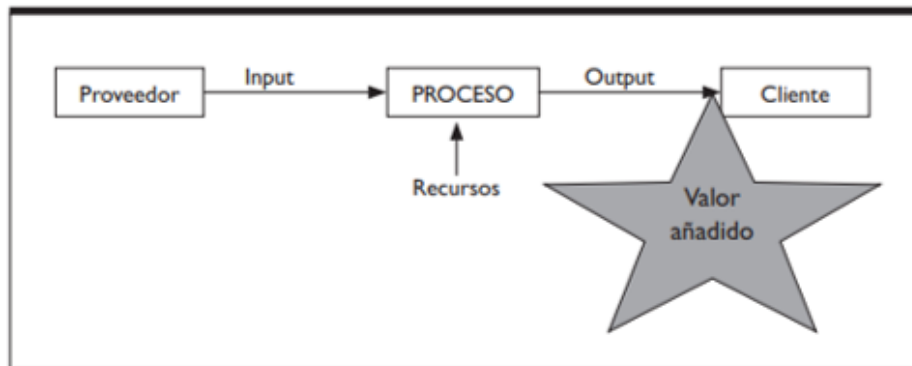 Proveedor
Input
PROCESO
Output
Cliente
Recursos
Valor
añadido